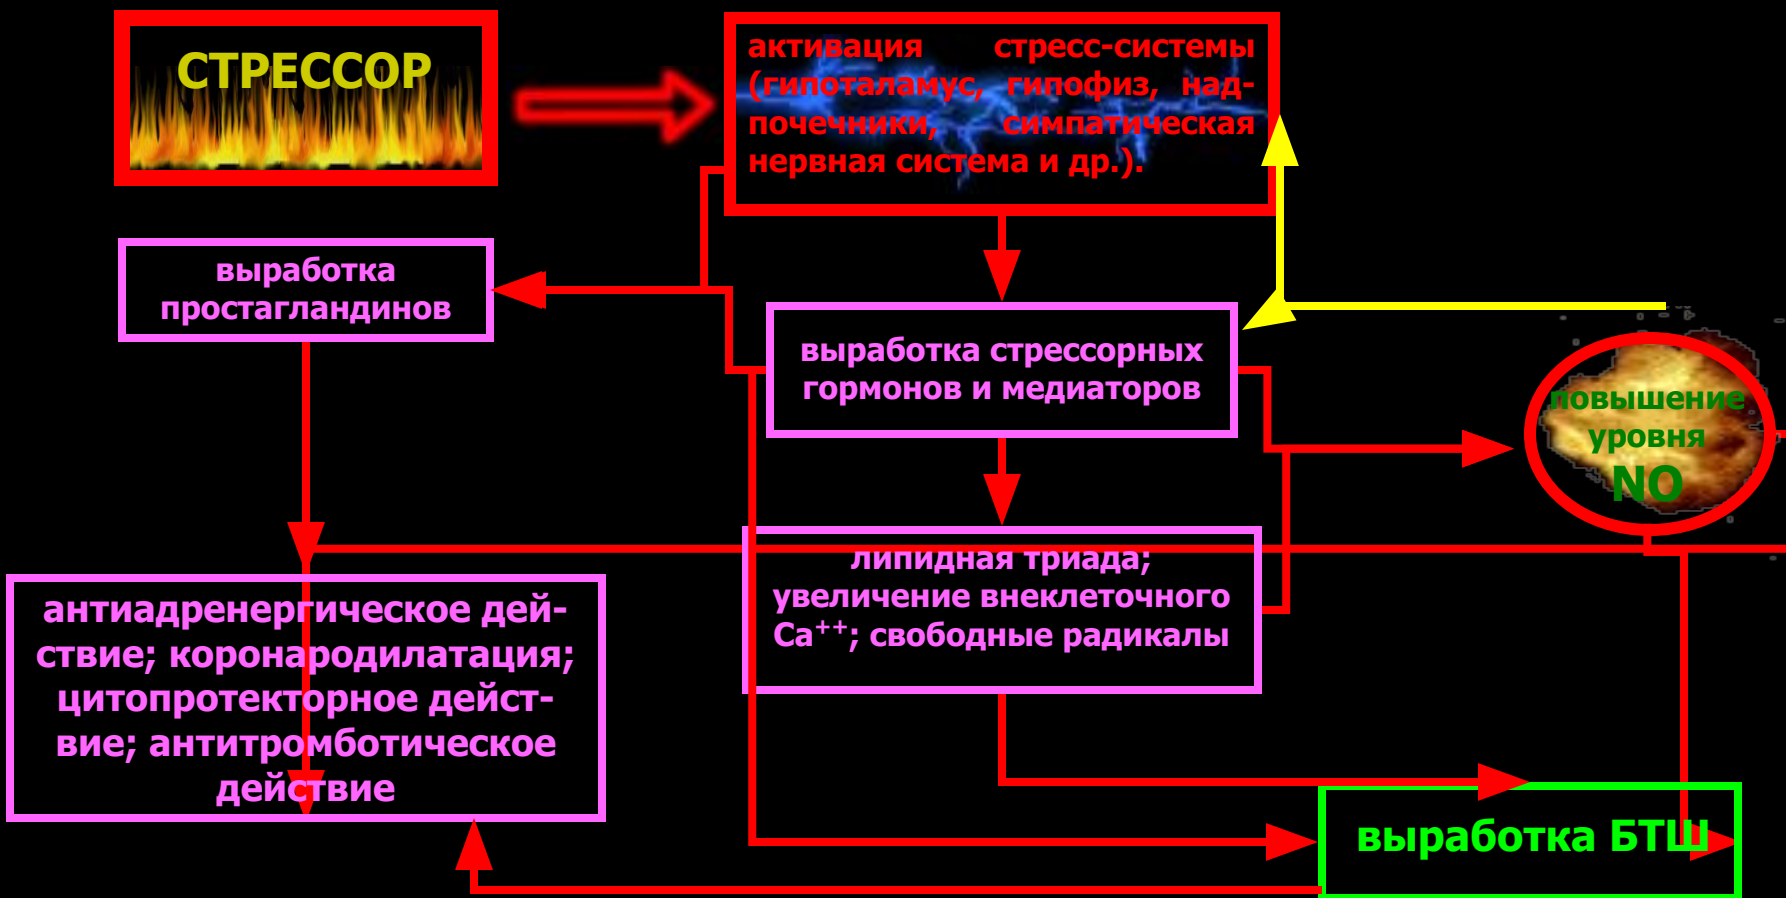 СТРЕССОР
активация стресс-системы
(гипоталамус, гипофиз, над-
почечники, симпатическая
нервная система и др.).
выработка
простагландинов
выработка стрессорных
гормонов и медиаторов
повышение
уровня
NO
липидная триада;
увеличение внеклеточного
Ca⁺⁺; свободные радикалы
антиадренергическое дей-
ствие; коронародилатация;
цитопротекторное дейст-
вие; антитромботическое
действие
выработка БТШ